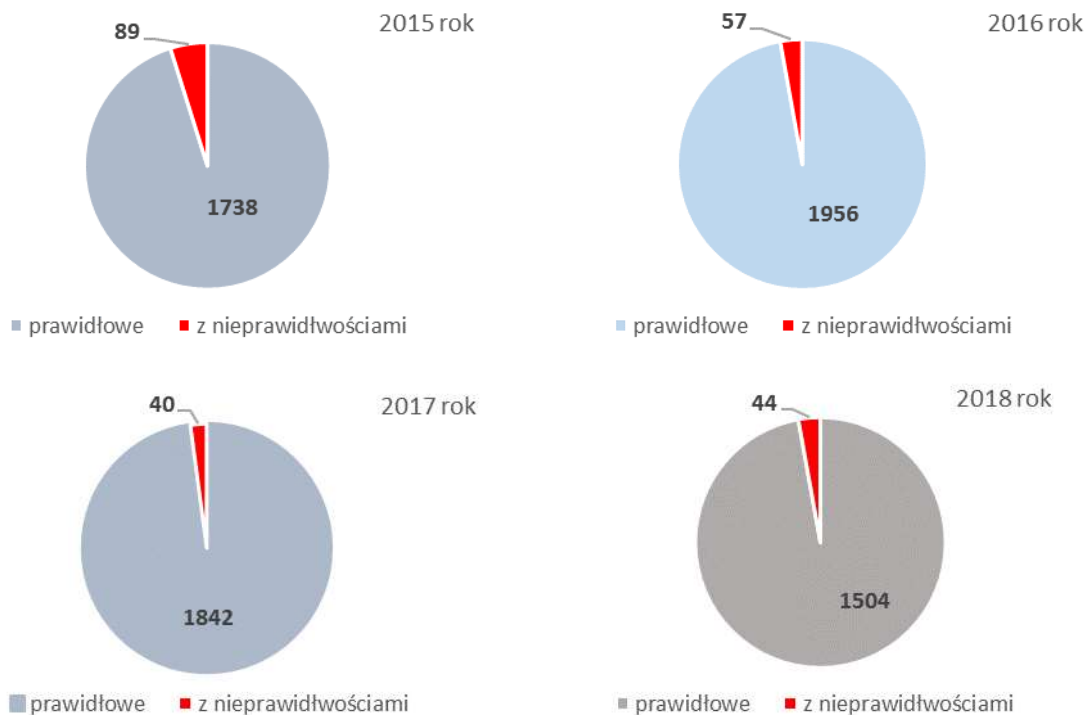 2015 rok
89
1738
prawidłowe z nieprawidłwościami
2016 rok
57
1956
prawidłowe z nieprawidłwościami
2017 rok
40
1842
prawidłowe z nieprawidłwościami
2018 rok
44
1504
prawidłowe z nieprawidłwościami